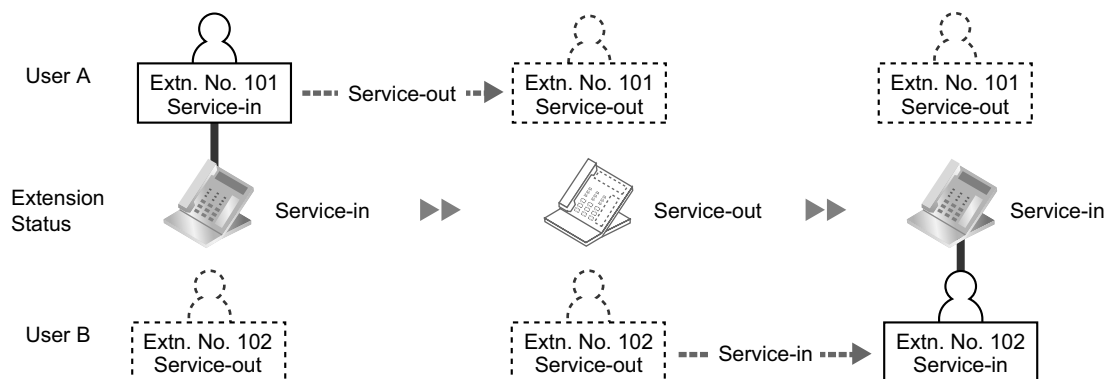 User A
Extn. No. 101
Service-in
Service-out
Extn. No. 101
Service-out
Extn. No. 101
Service-out
Extension
Status
Service-in
Service-out
Service-in
User B
Extn. No. 102
Service-out
Extn. No. 102
Service-out
Service-in
Extn. No. 102
Service-in